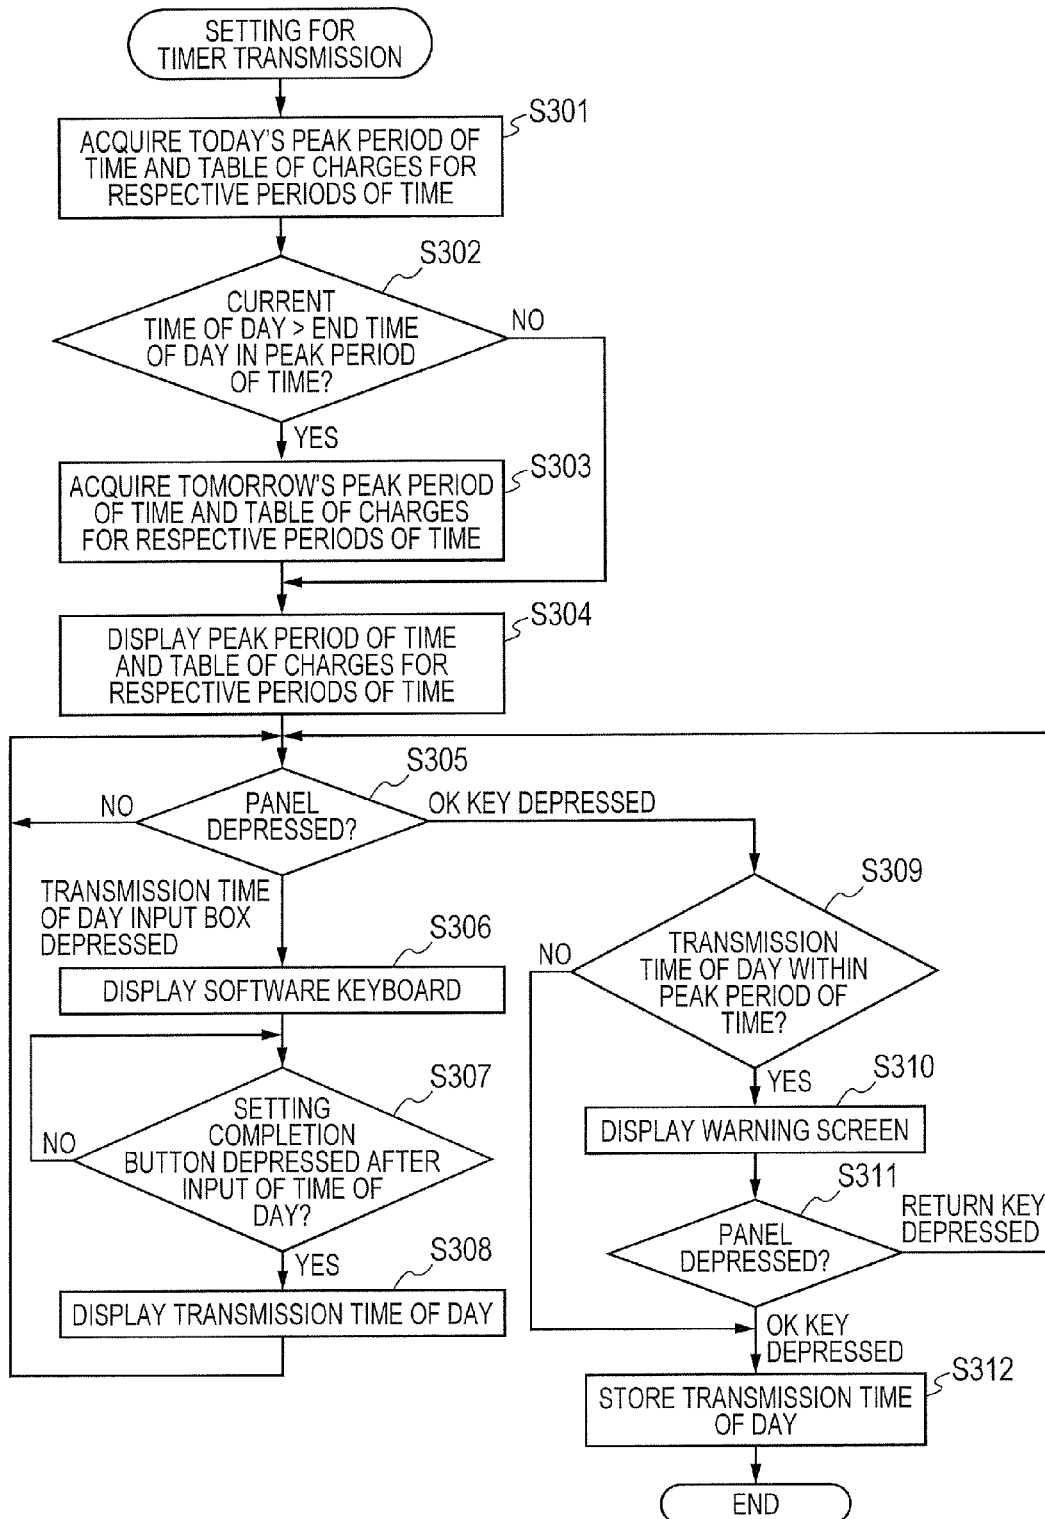 SETTING FOR
TIMER TRANSMISSION
S301
ACQUIRE TODAY'S PEAK PERIOD OF
TIME AND TABLE OF CHARGES FOR
RESPECTIVE PERIODS OF TIME
S302
CURRENT
TIME OF DAY > END TIME
OF DAY IN PEAK PERIOD
OF TIME?
NO
YES
S303
ACQUIRE TOMORROW'S PEAK PERIOD
OF TIME AND TABLE OF CHARGES
FOR RESPECTIVE PERIODS OF TIME
S304
DISPLAY PEAK PERIOD OF TIME
AND TABLE OF CHARGES FOR
RESPECTIVE PERIODS OF TIME
S305
PANEL
DEPRESSED?
NO
OK KEY DEPRESSED
TRANSMISSION TIME
OF DAY INPUT BOX
DEPRESSED
S306
DISPLAY SOFTWARE KEYBOARD
S307
SETTING
COMPLETION
BUTTON DEPRESSED AFTER
INPUT OF TIME OF
DAY?
NO
YES
S308
DISPLAY TRANSMISSION TIME OF DAY
S309
TRANSMISSION
TIME OF DAY WITHIN
PEAK PERIOD OF
TIME?
NO
YES
S310
DISPLAY WARNING SCREEN
S311
PANEL
DEPRESSED?
RETURN KEY
DEPRESSED
OK KEY
DEPRESSED
S312
STORE TRANSMISSION TIME
OF DAY
END